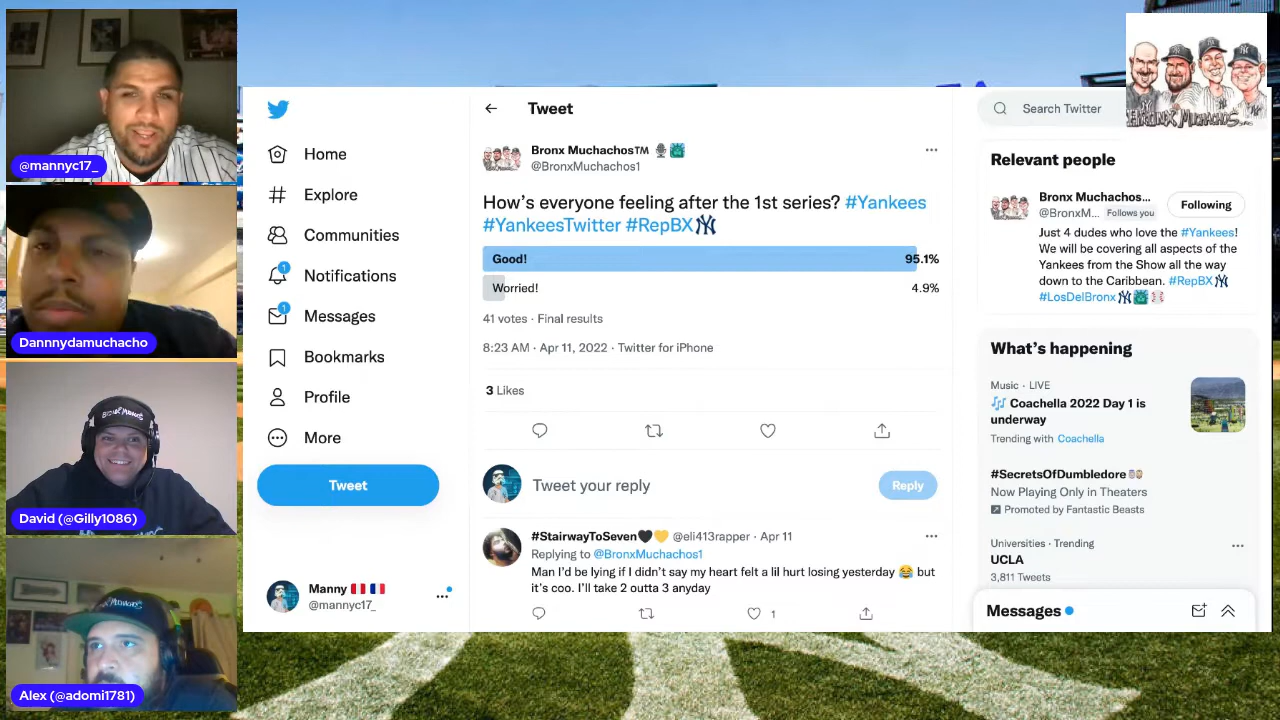 @mannyc17_
Dannnydamuchacho
David (@Gilly1086)
Alex (@adomi1781)
Home
Explore
Communities
1
Notifications
1
Messages
Bookmarks
Profile
More
Tweet
Manny
@mannyc17_
Tweet
Bronx Muchachos™
@BronxMuchachos1
How’s everyone feeling after the 1st series? #Yankees
#YankeesTwitter #RepBX
Good! 95.1%
Worried! 4.9%
41 votes · Final results
8:23 AM · Apr 11, 2022 · Twitter for iPhone
3 Likes
Tweet your reply
Reply
#StairwayToSeven @eli413rapper · Apr 11
Replying to @BronxMuchachos1
Man I’d be lying if I didn’t say my heart felt a lil hurt losing yesterday 😂 but
it’s coo. I’ll take 2 outta 3 anyday
1
Search Twitter
Relevant people
Bronx Muchachos...
@BronxM... Follows you
Following
Just 4 dudes who love the #Yankees!
We will be covering all aspects of the
Yankees from the Show all the way
down to the Caribbean. #RepBX
#LosDelBronx
What’s happening
Music · LIVE
Coachella 2022 Day 1 is
underway
Trending with Coachella
#SecretsOfDumbledore
Now Playing Only in Theaters
Promoted by Fantastic Beasts
Universities · Trending
UCLA
3,811 Tweets
Messages